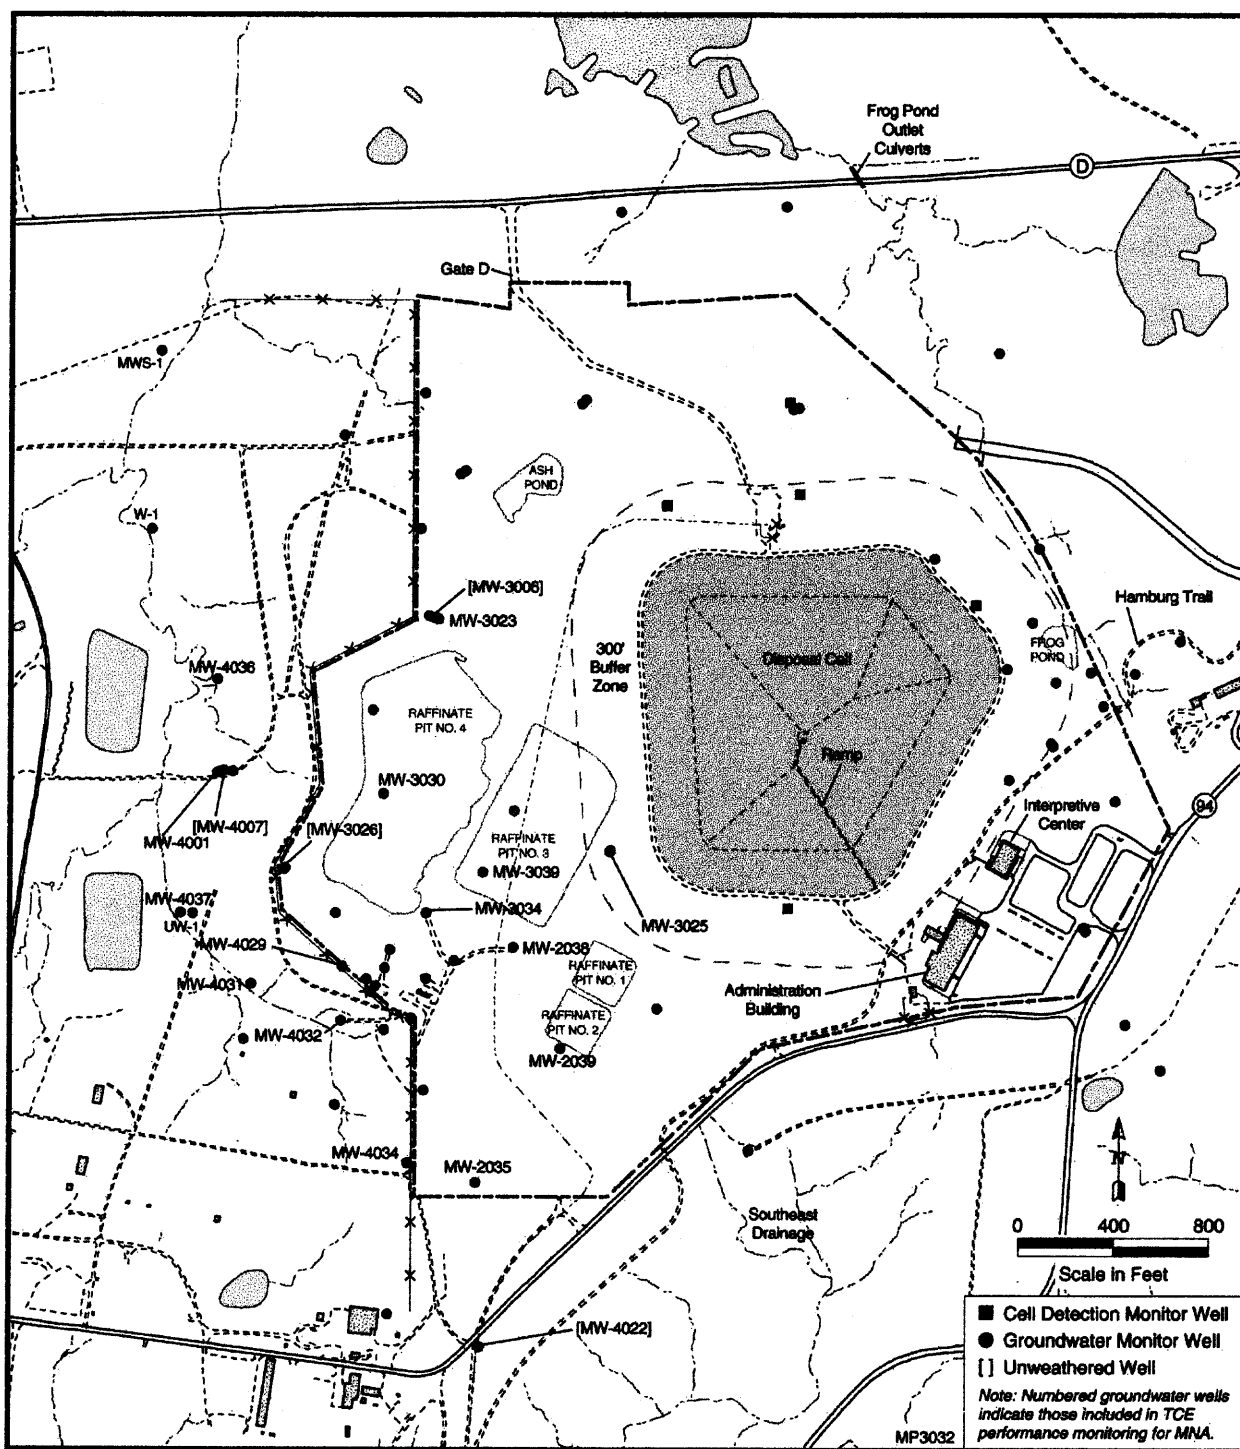 Frog Pond
Outlet
Culverts
D
Gate D
MWS-1
ASH
POND
W-1
[MW-3006]
MW-3023
Hamburg Trail
300'
Buffer
Zone
Disposal Cell
FROG
POND
MW-4036
RAFFINATE
PIT NO. 4
Ramp
MW-3030
94
[MW-4007]
MW-4001
[MW-3026]
RAFFINATE
PIT NO. 3
Interpretive
Center
MW-3039
MW-4037
UW-1
MW-3034
MW-3025
MW-4029
MW-2038
MW-4031
RAFFINATE
PIT NO. 1
Administration
Building
MW-4032
RAFFINATE
PIT NO. 2
MW-2039
MW-4034
MW-2035
N
Southeast
Drainage
0 400 800
Scale in Feet
[MW-4022]
Cell Detection Monitor Well
Groundwater Monitor Well
[ ] Unweathered Well
Note: Numbered groundwater wells
indicate those included in TCE
performance monitoring for MNA.
MP3032